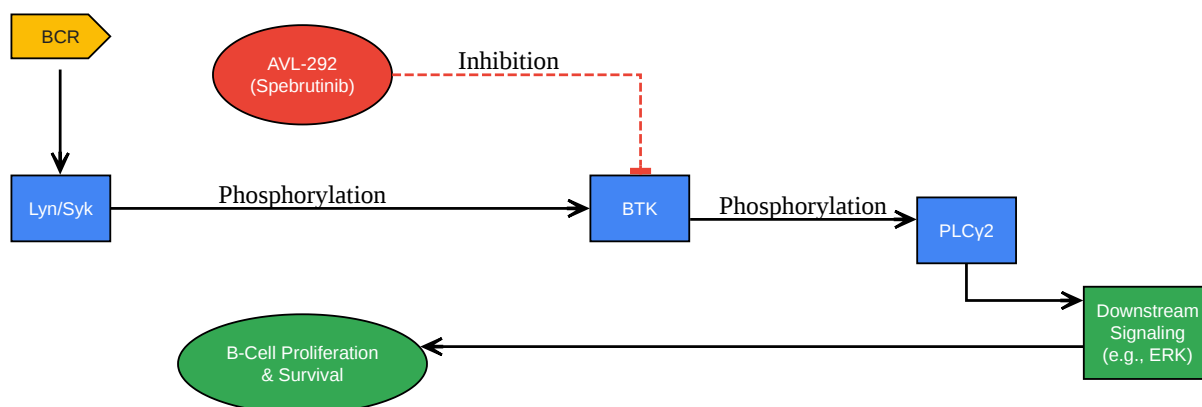 BCR
AVL-292
(Spebrutinib)
Inhibition
Lyn/Syk
Phosphorylation
BTK
Phosphorylation
PLCγ2
Downstream
Signaling
(e.g., ERK)
B-Cell Proliferation
& Survival